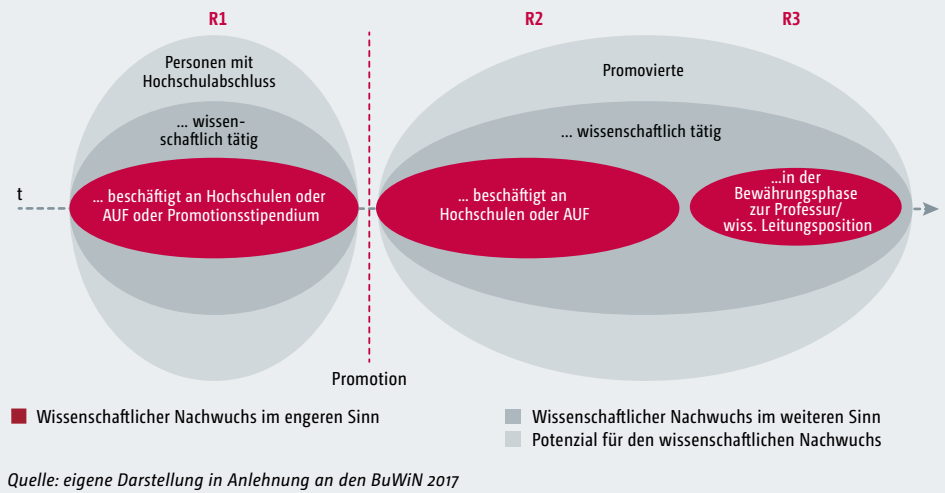 R1
R2
R3
Personen mit
Hochschulabschluss
... wissen-
schaftlich tätig
... beschäftigt an Hochschulen oder
AUF oder Promotionsstipendium
Promovierte
... wissenschaftlich tätig
... beschäftigt an
Hochschulen oder AUF
...in der
Bewährungsphase
zur Professur/
wiss. Leitungsposition
t
Promotion
Wissenschaftlicher Nachwuchs im engeren Sinn
Wissenschaftlicher Nachwuchs im weiteren Sinn
Potenzial für den wissenschaftlichen Nachwuchs
Quelle: eigene Darstellung in Anlehnung an den BuWiN 2017